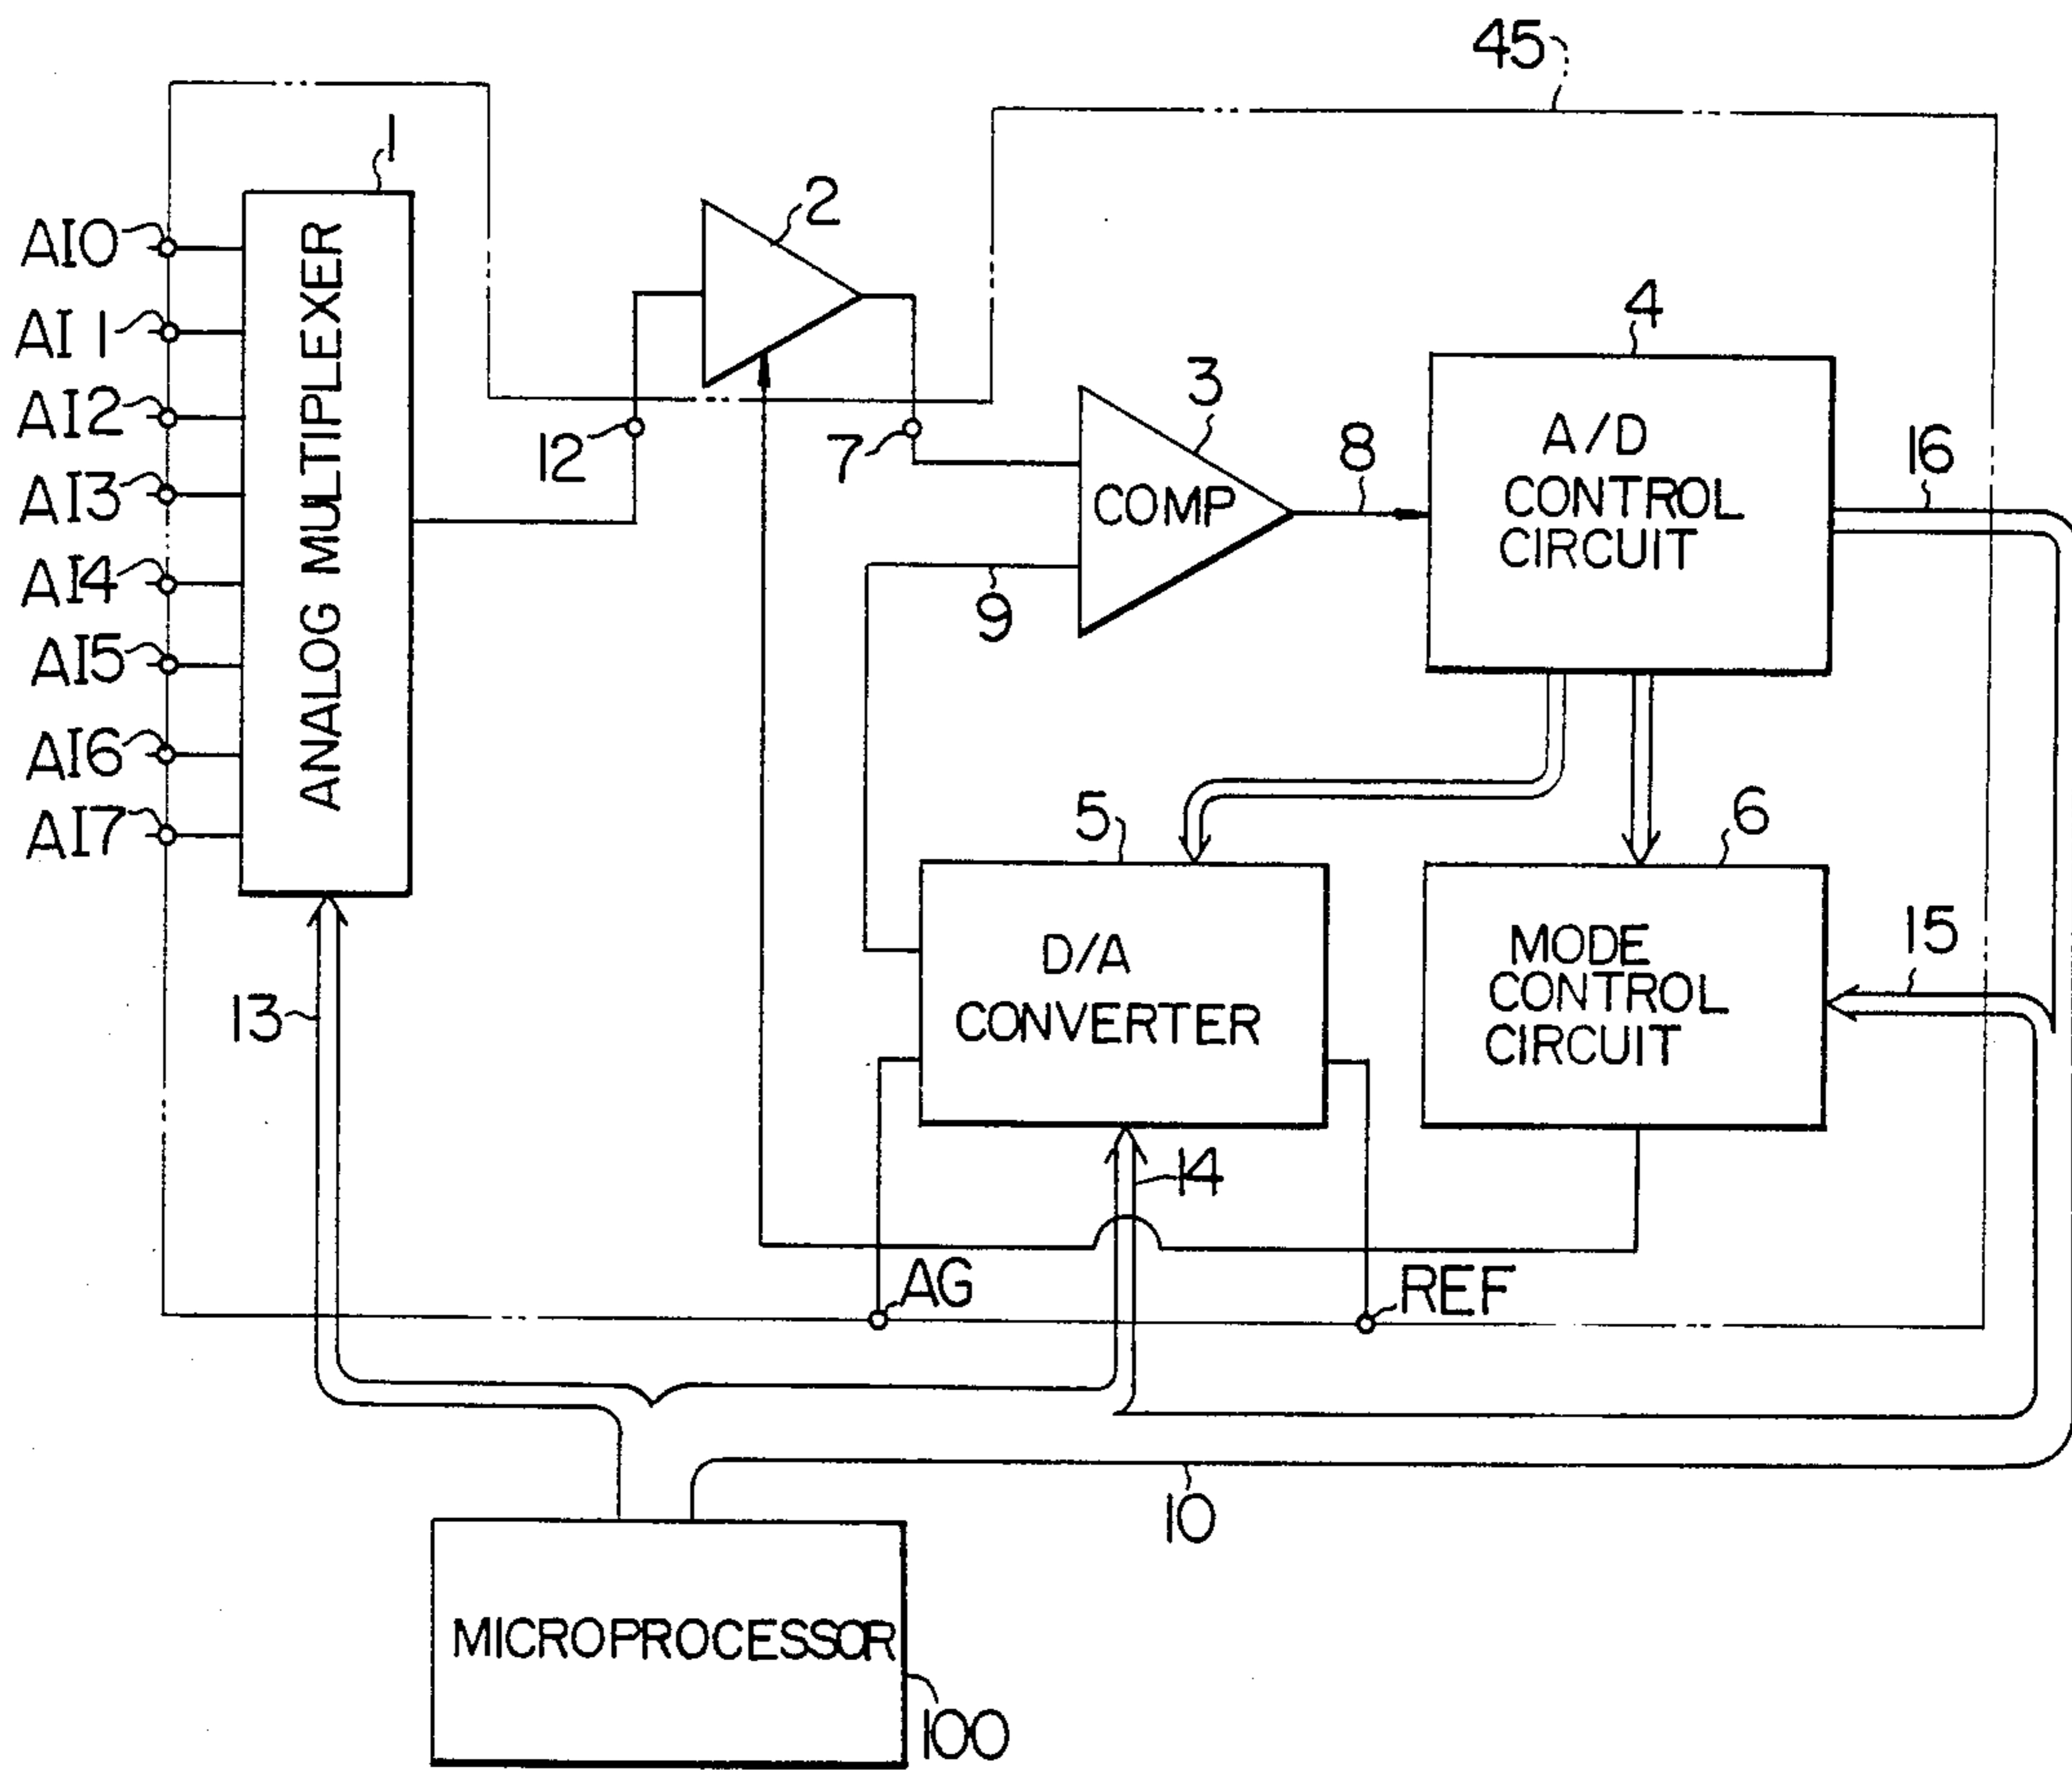 45
1
2
AI0
AI1
AI2
AI3
AI4
AI5
AI6
AI7
ANALOG MULTIPLEXER
12
7
3
COMP
8
9
4
A/D
CONTROL
CIRCUIT
16
5
D/A
CONVERTER
6
MODE
CONTROL
CIRCUIT
15
13
14
AG
REF
10
MICROPROCESSOR
100